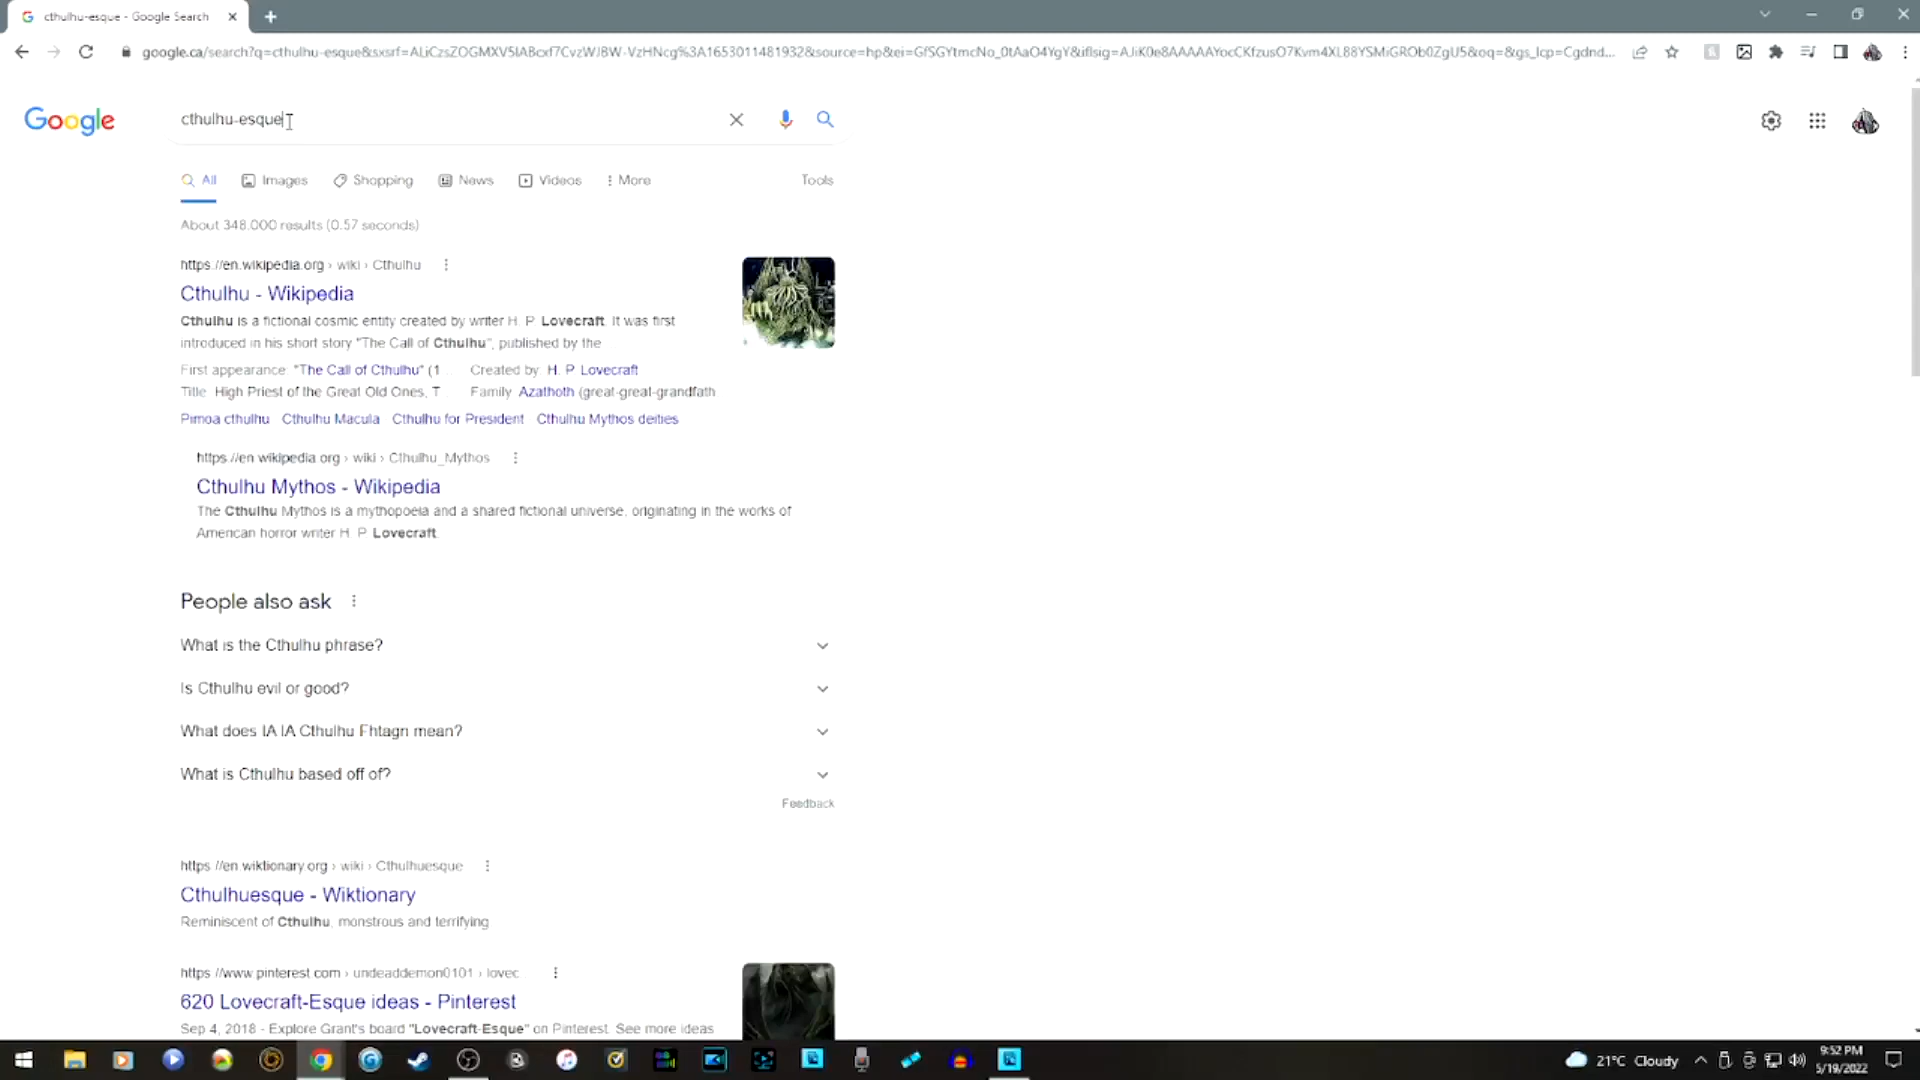 cthulhu-esque - Google Search
Google
cthulhu-esque
All Images Shopping News Videos More Tools
About 348,000 results (0.57 seconds)
https://en.wikipedia.org › wiki › Cthulhu
Cthulhu - Wikipedia
Cthulhu is a fictional cosmic entity created by writer H. P. Lovecraft. It was first
introduced in his short story "The Call of Cthulhu", published by the
First appearance: "The Call of Cthulhu" (1 Created by: H. P. Lovecraft
Title: High Priest of the Great Old Ones, T Family: Azathoth (great-great-grandfath
Pimoa cthulhu Cthulhu Macula Cthulhu for President Cthulhu Mythos deities
https://en.wikipedia.org › wiki › Cthulhu_Mythos
Cthulhu Mythos - Wikipedia
The Cthulhu Mythos is a mythopoeia and a shared fictional universe, originating in the works of
American horror writer H. P. Lovecraft.
People also ask
What is the Cthulhu phrase?
Is Cthulhu evil or good?
What does IA IA Cthulhu Fhtagn mean?
What is Cthulhu based off of?
Feedback
https://en.wiktionary.org › wiki › Cthulhuesque
Cthulhuesque - Wiktionary
Reminiscent of Cthulhu, monstrous and terrifying
https://www.pinterest.com › undeaddemon0101 › lovec
620 Lovecraft-Esque ideas - Pinterest
Sep 4, 2018 - Explore Grant's board "Lovecraft-Esque" on Pinterest. See more ideas
21°C Cloudy
9:52 PM
5/19/2022